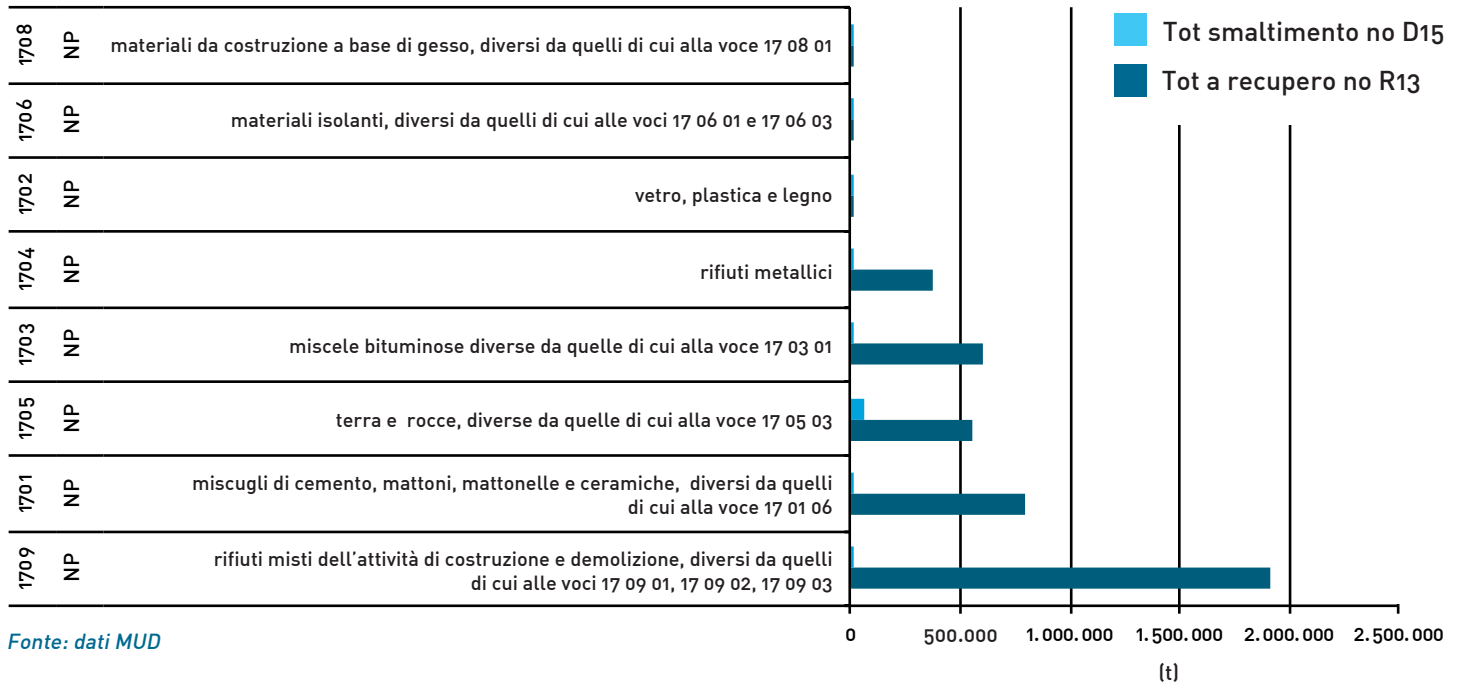 1708 NP materiali da costruzione a base di gesso, diversi da quelli di cui alla voce 17 08 01
1706 NP materiali isolanti, diversi da quelli di cui alle voci 17 06 01 e 17 06 03
1702 NP vetro, plastica e legno
1704 NP rifiuti metallici
1703 NP miscele bituminose diverse da quelle di cui alla voce 17 03 01
1705 NP terra e rocce, diverse da quelle di cui alla voce 17 05 03
1701 NP miscugli di cemento, mattoni, mattonelle e ceramiche, diversi da quelli
di cui alla voce 17 01 06
1709 NP rifiuti misti dell'attività di costruzione e demolizione, diversi da quelli
di cui alle voci 17 09 01, 17 09 02, 17 09 03
Tot smaltimento no D15
Tot a recupero no R13
0 500.000 1.000.000 1.500.000 2.000.000 2.500.000
(t)
Fonte: dati MUD